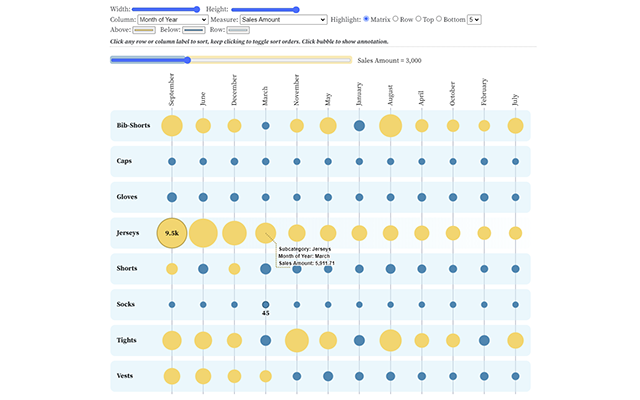 Width: Height:
Column: Month of Year Measure: Sales Amount Highlight: Matrix Row Top Bottom 5
Above: Below: Row:
Click any row or column label to sort, keep clicking to toggle sort orders. Click bubble to show annotation.
Sales Amount = 3,000
September June December March November May January August April October February July
Bib-Shorts
Caps
Gloves
Jerseys 9.5k
Subcategory: Jerseys
Month of Year: March
Sales Amount: 5,911.71
Shorts
Socks
45
Tights
Vests